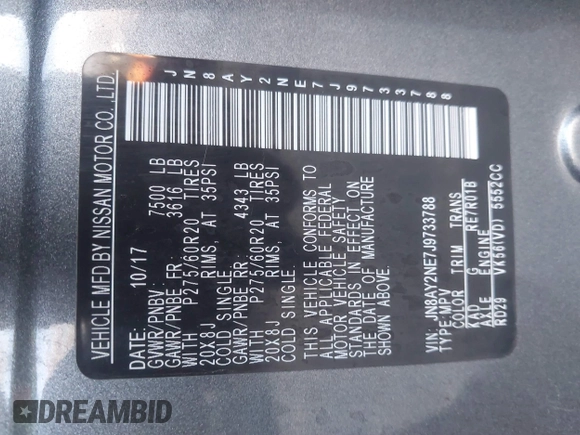 VEHICLE MFD BY NISSAN MOTOR CO., LTD.
JN8AY2NE7J9733788
DATE: 10/17
GVWR/PNBV: 7500 LB
GAWR/PNBE FR: 3616 LB
WITH P275/60R20 TIRES
20X8J RIMS, AT 35PSI
COLD SINGLE.
GAWR/PNBE RR: 4343 LB
WITH P275/60R20 TIRES
20X8J RIMS, AT 35PSI
COLD SINGLE.
THIS VEHICLE CONFORMS TO
ALL APPLICABLE FEDERAL
MOTOR VEHICLE SAFETY
STANDARDS IN EFFECT ON
THE DATE OF MANUFACTURE
SHOWN ABOVE.
VIN: JN8AY2NE7J9733788
TYPE:MPV
COLOR TRIM TRANS
KAD G RE7R01B
AXLE ENGINE
RD29 VK56(VD) 5552CC
DREAMBID